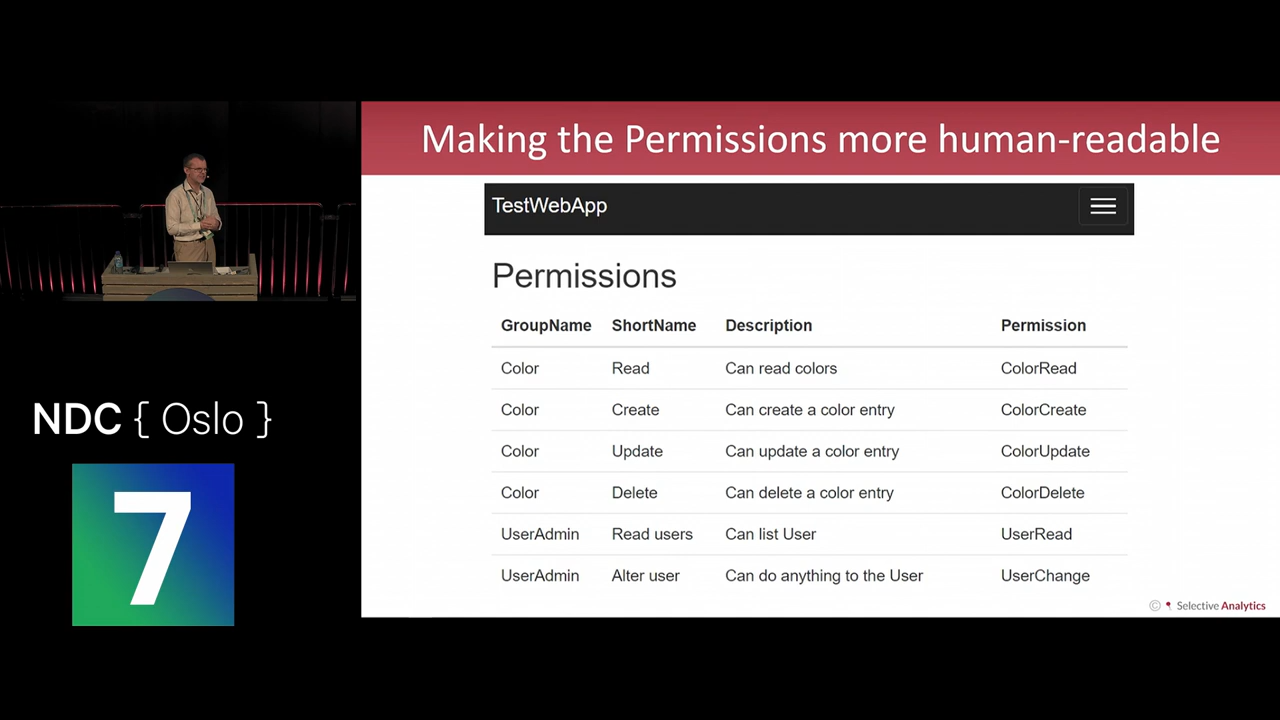 Making the Permissions more human-readable
TestWebApp
Permissions
GroupName ShortName Description Permission
Color Read Can read colors ColorRead
Color Create Can create a color entry ColorCreate
Color Update Can update a color entry ColorUpdate
Color Delete Can delete a color entry ColorDelete
UserAdmin Read users Can list User UserRead
UserAdmin Alter user Can do anything to the User UserChange
© Selective Analytics
NDC { Oslo }
7